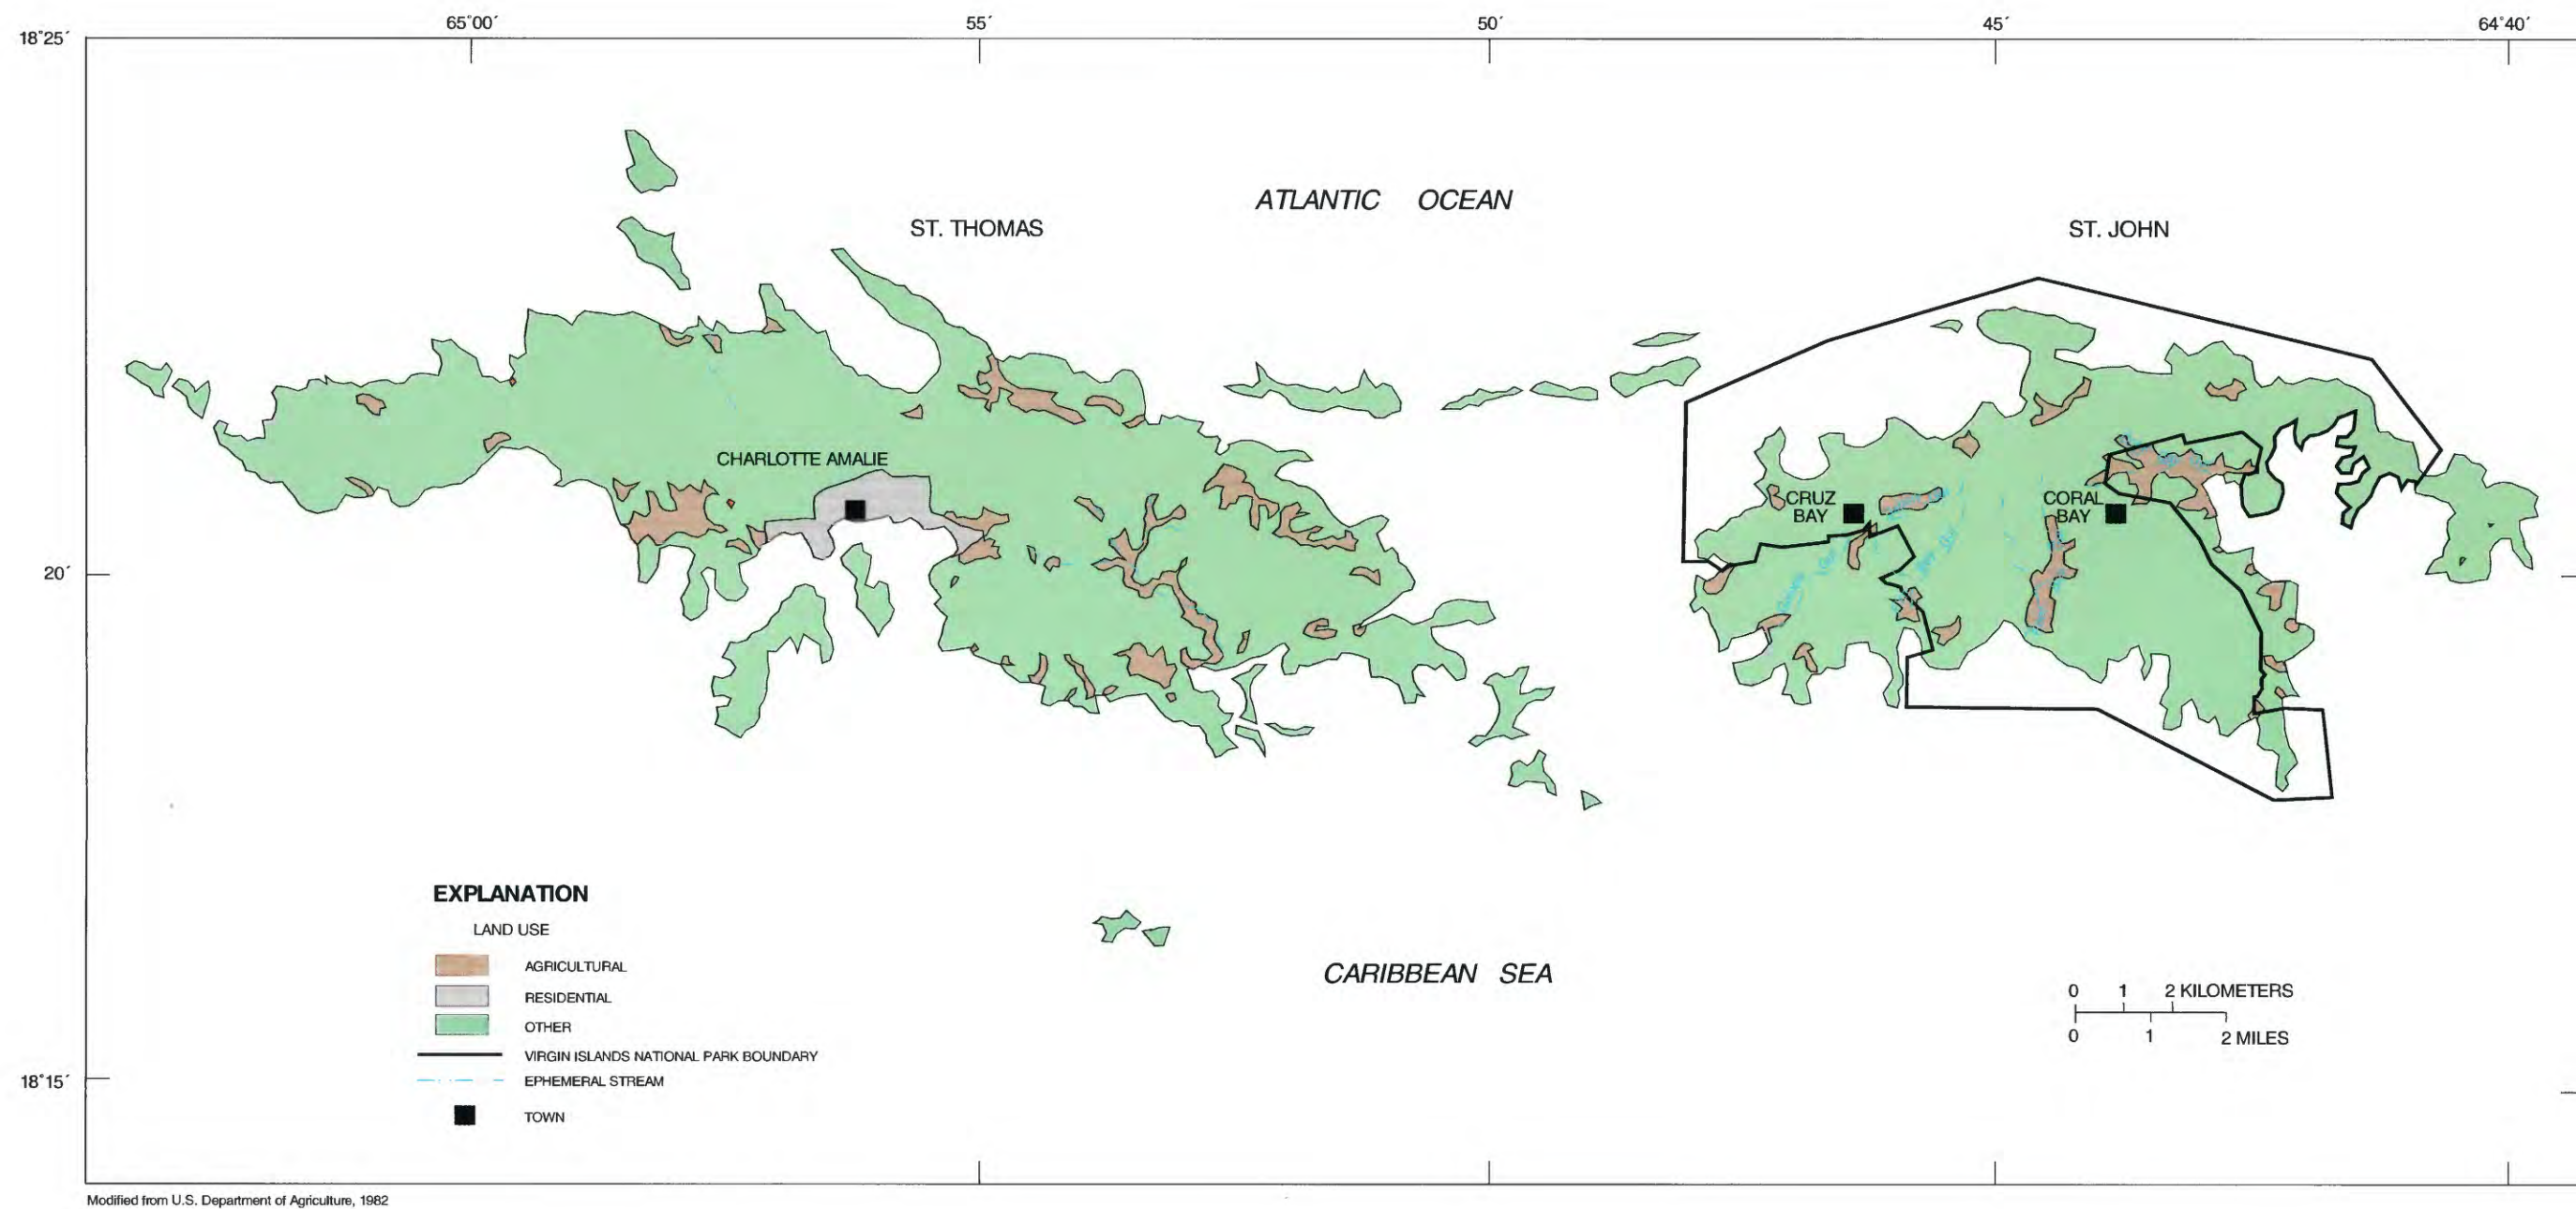 65°00´ 55´ 50´ 45´ 64°40´
18°25´
ATLANTIC OCEAN
ST. THOMAS
ST. JOHN
CHARLOTTE AMALIE
CRUZ
BAY
CORAL
BAY
20´
EXPLANATION
LAND USE
AGRICULTURAL
RESIDENTIAL
OTHER
VIRGIN ISLANDS NATIONAL PARK BOUNDARY
EPHEMERAL STREAM
TOWN
CARIBBEAN SEA
0 1 2 KILOMETERS
0 1 2 MILES
18°15´
Modified from U.S. Department of Agriculture, 1982